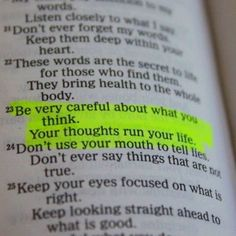 words.
Listen closely to what I say.
21Don't ever forget my words.
Keep them deep within your
heart.
22These words are the secret to life
for those who find them
They bring health to the whole
body.
23Be very careful about what you
think.
Your thoughts run your life.
24Don't use your mouth to tell lies.
Don't ever say things that are not
true.
25Keep your eyes focused on what is
right.
Keep looking straight ahead to
what is good.